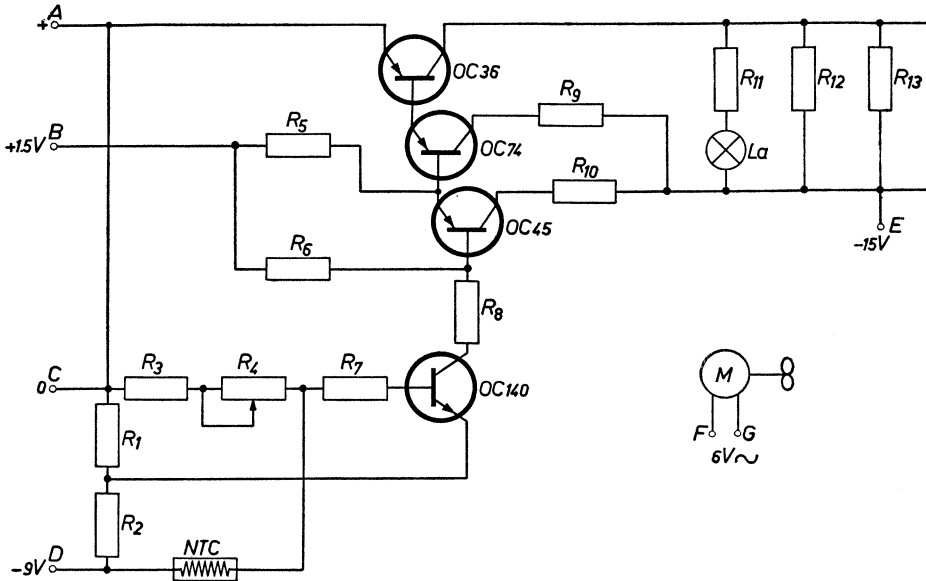 A
+
OC36
R11
R12
R13
R9
B
+1.5V
R5
OC74
La
R10
OC45
E
-15V
R6
R8
C
0
R3
R4
R7
OC140
M
F
G
6V~
R1
R2
NTC
D
-9V